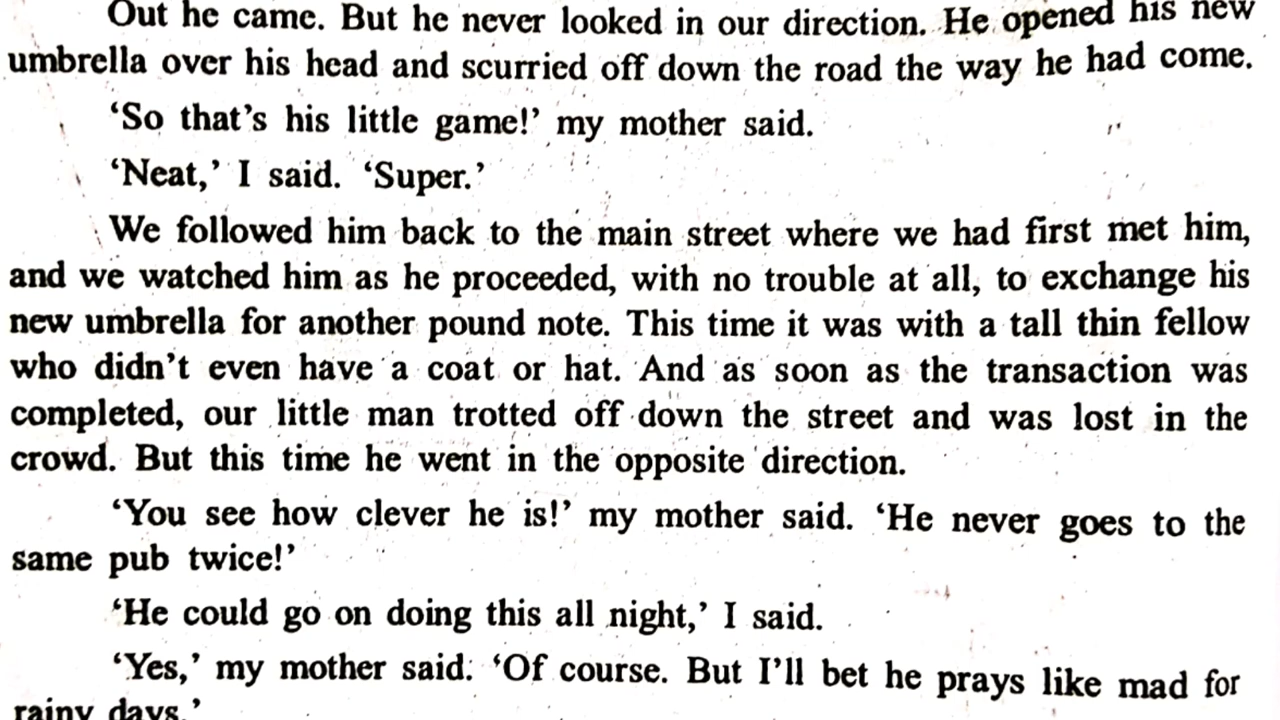 Out he came. But he never looked in our direction. He opened his new
umbrella over his head and scurried off down the road the way he had come.
‘So that’s his little game!’ my mother said.
‘Neat,’ I said. ‘Super.’
We followed him back to the main street where we had first met him,
and we watched him as he proceeded, with no trouble at all, to exchange his
new umbrella for another pound note. This time it was with a tall thin fellow
who didn’t even have a coat or hat. And as soon as the transaction was
completed, our little man trotted off down the street and was lost in the
crowd. But this time he went in the opposite direction.
‘You see how clever he is!’ my mother said. ‘He never goes to the
same pub twice!’
‘He could go on doing this all night,’ I said.
‘Yes,’ my mother said. ‘Of course. But I’ll bet he prays like mad for
rainy days.’